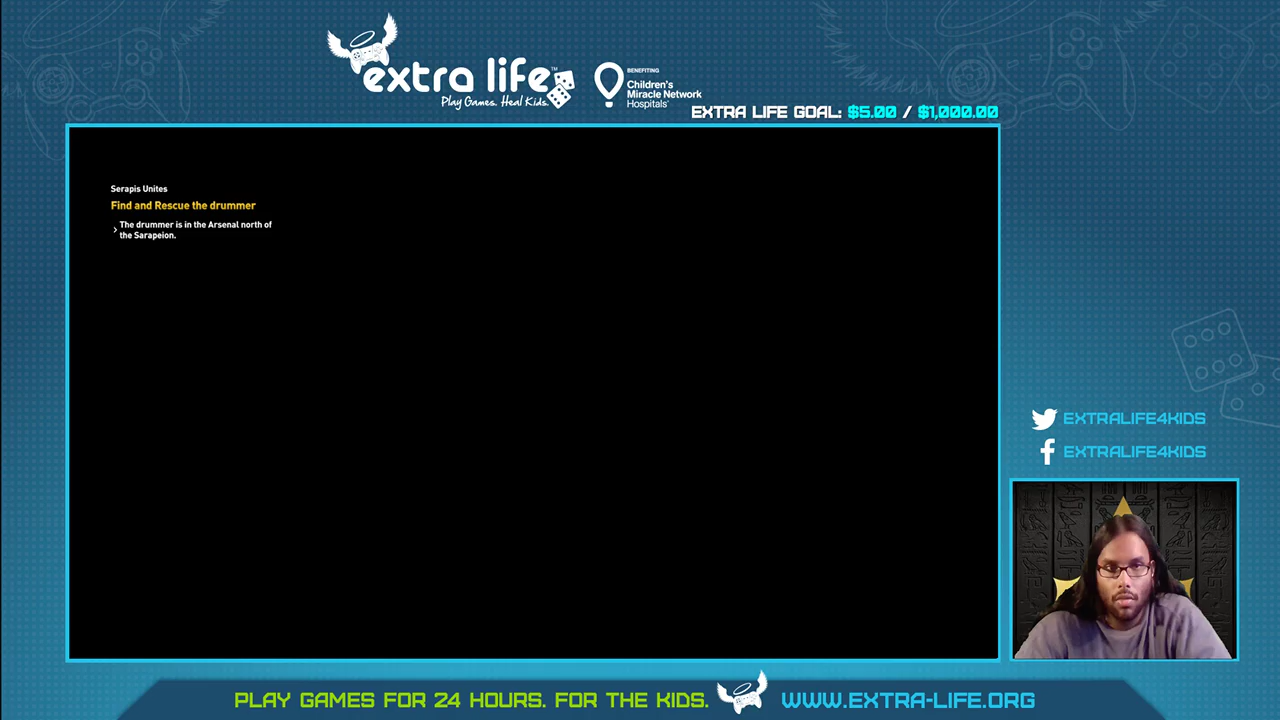 extra life™
Play Games. Heal Kids.
BENEFITING
Children's
Miracle Network
Hospitals®
EXTRA LIFE GOAL: $5.00 / $1,000.00
Serapis Unites
Find and Rescue the drummer
> The drummer is in the Arsenal north of
the Sarapeion.
EXTRALIFE4KIDS
EXTRALIFE4KIDS
PLAY GAMES FOR 24 HOURS. FOR THE KIDS.
WWW.EXTRA-LIFE.ORG